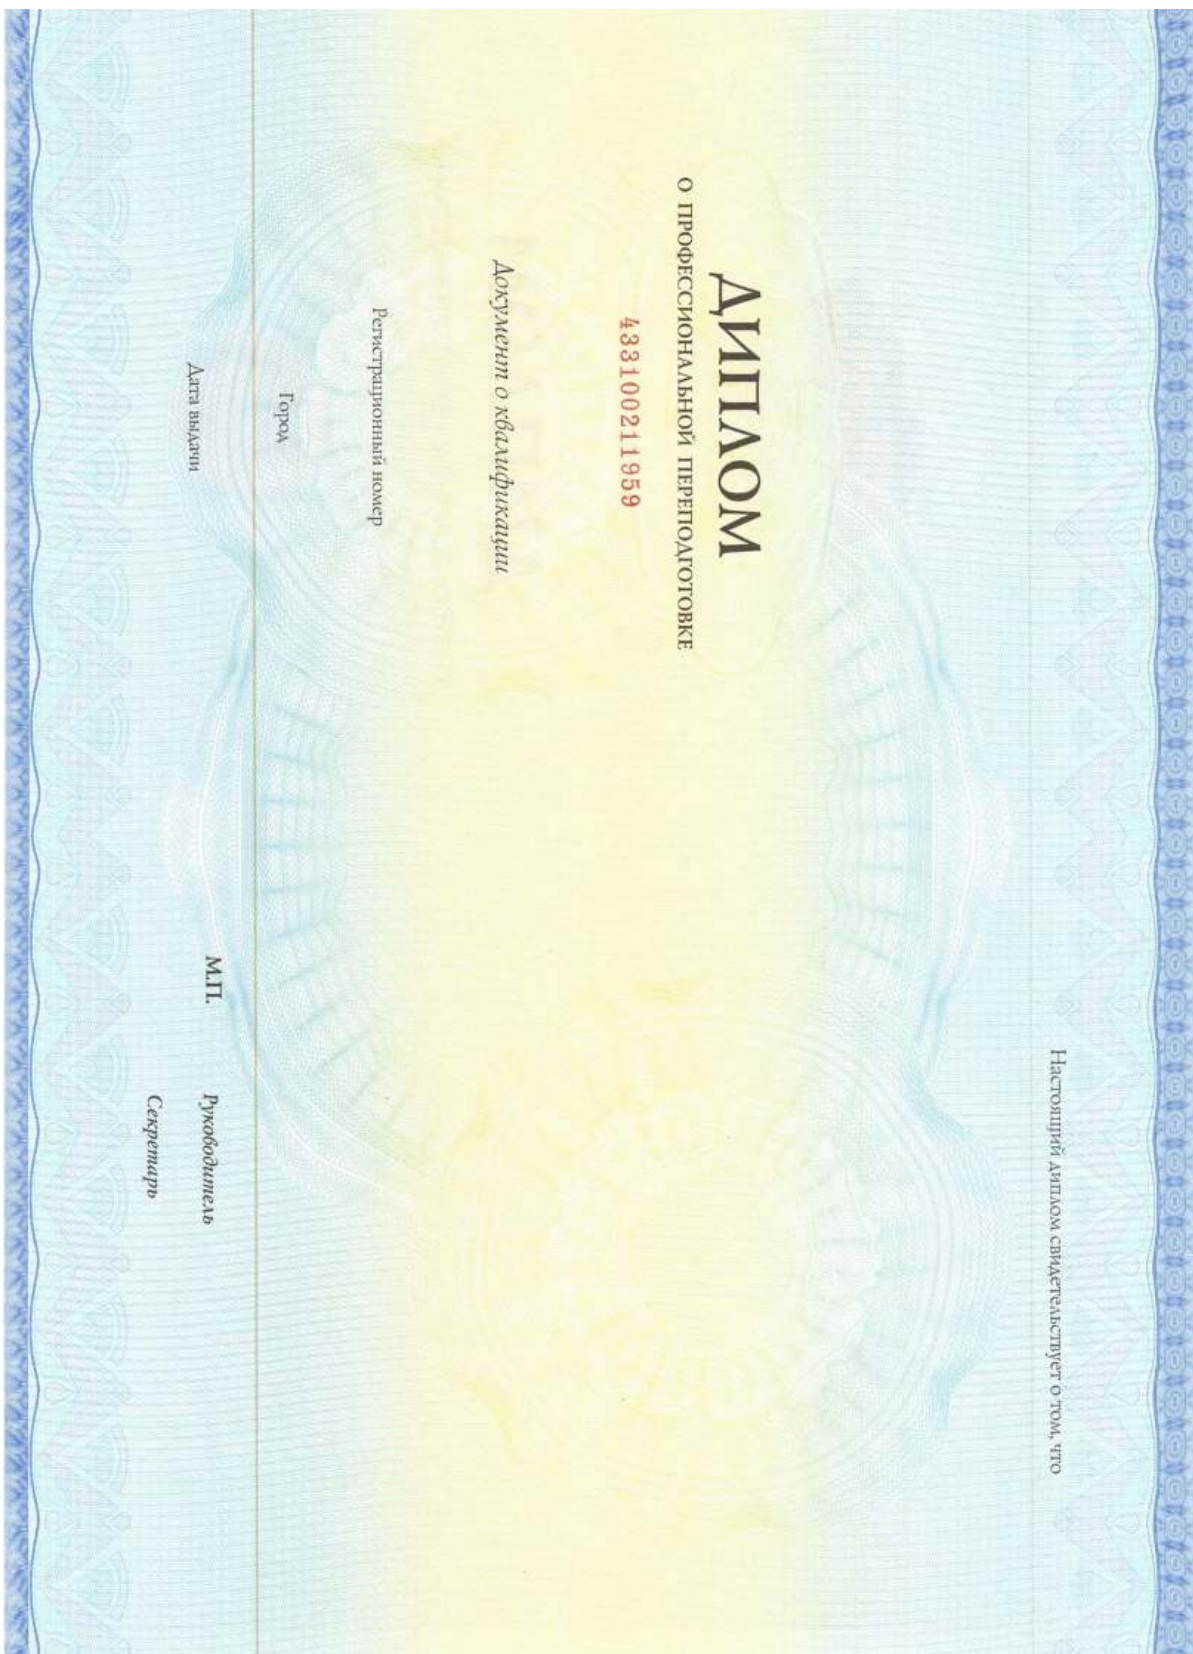 ДИПЛОМ
О ПРОФЕССИОНАЛЬНОЙ ПЕРЕПОДГОТОВКЕ
433100211959
Документ о квалификации
Регистрационный номер
Город
Дата выдачи
Настоящий диплом свидетельствует о том, что
М.П.
Руководитель
Секретарь